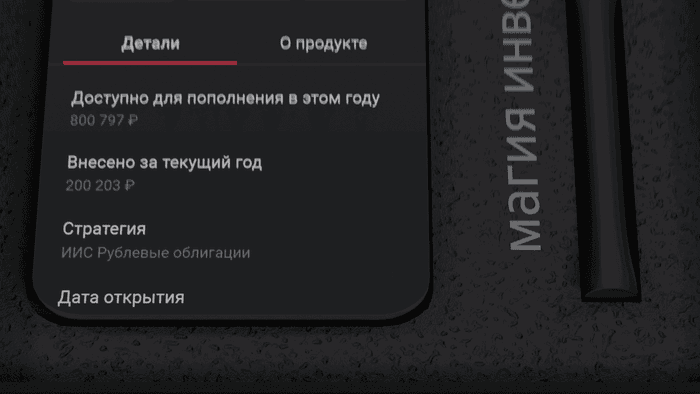 Детали
О продукте
Доступно для пополнения в этом году
800 797 ₽
Внесено за текущий год
200 203 ₽
Стратегия
ИИС Рублевые облигации
Дата открытия
магия инве